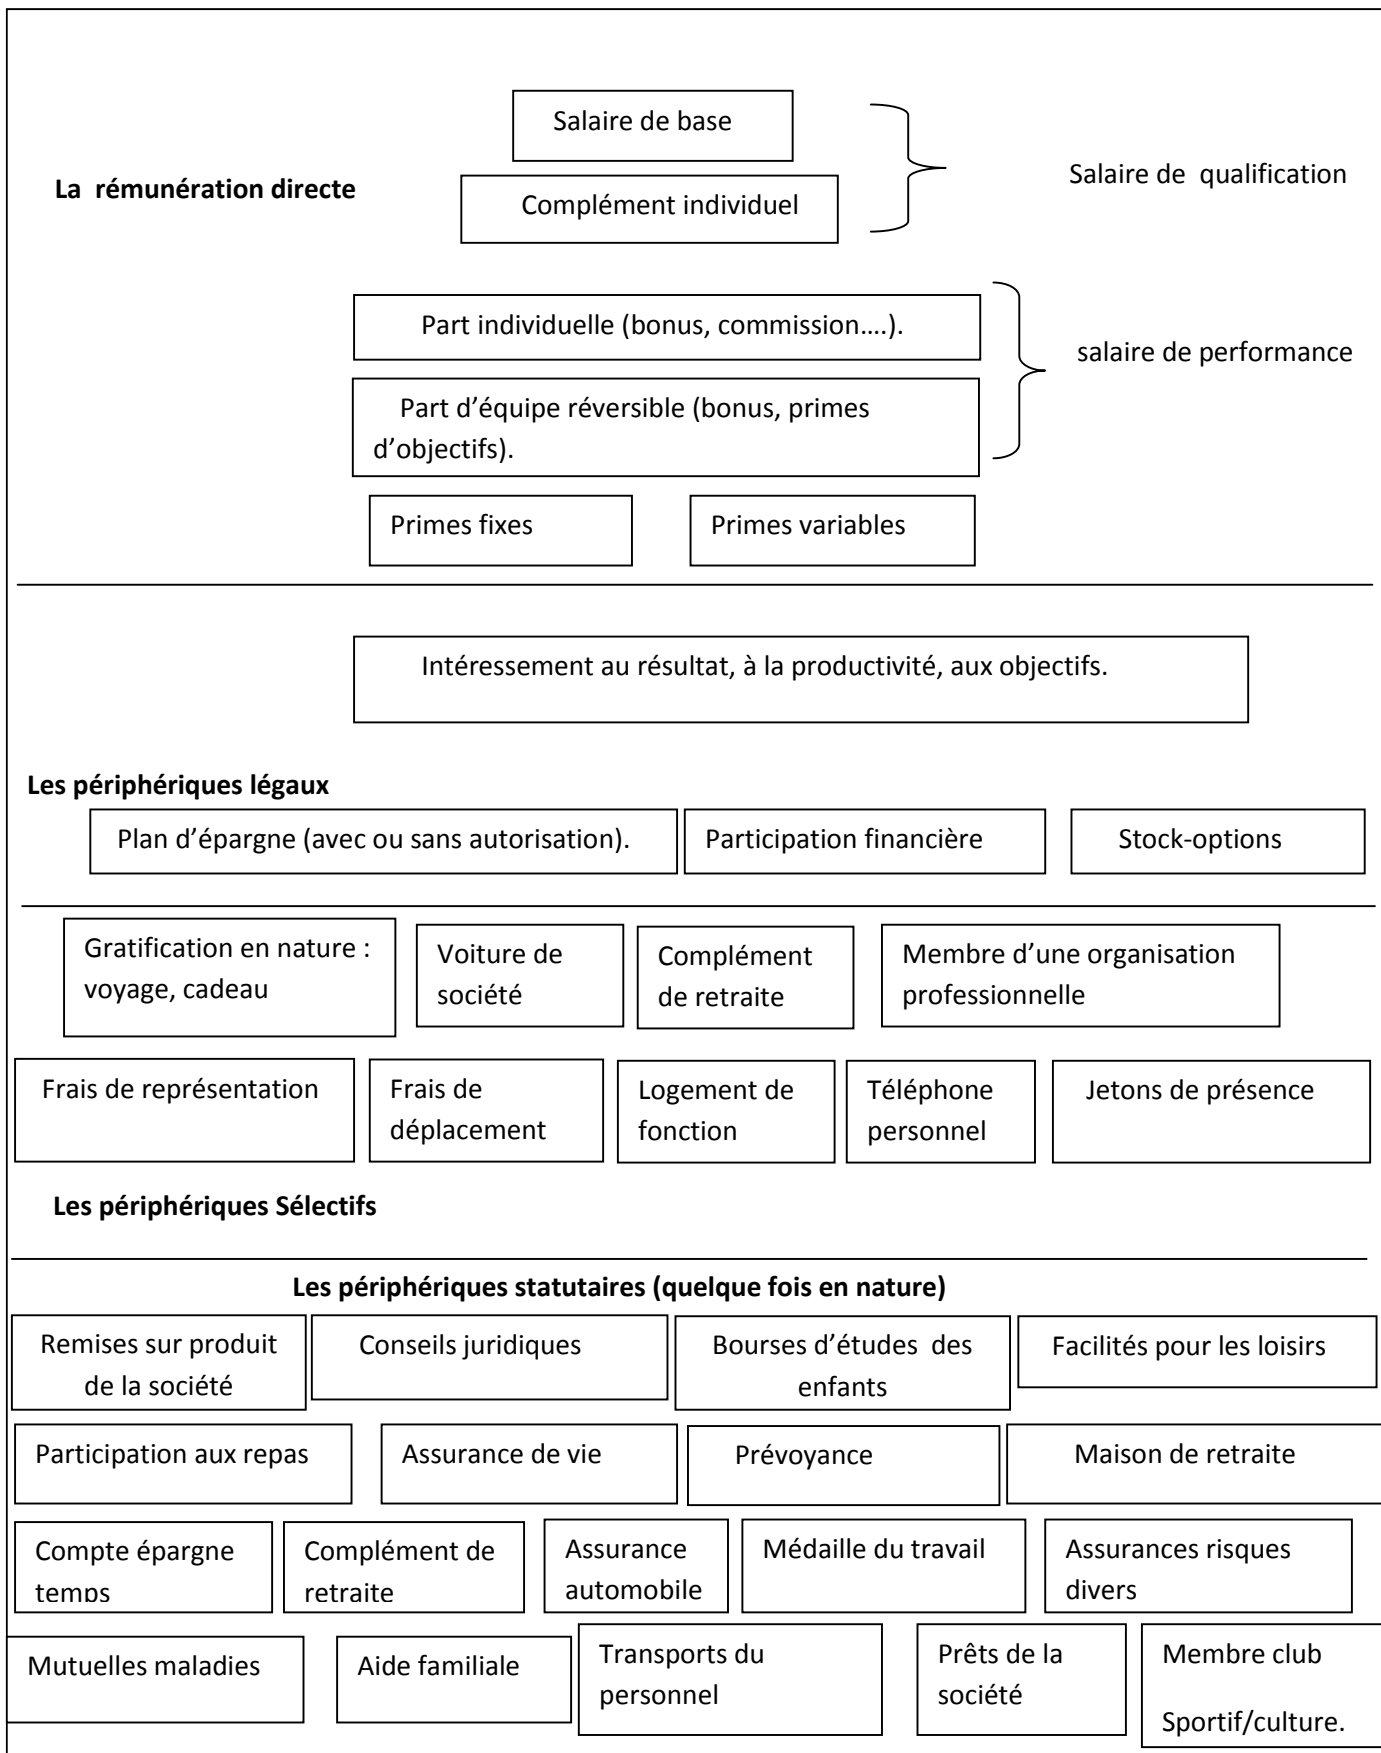 Salaire de base
Salaire de  qualification
La  rémunération directe
Complément individuel
Part individuelle (bonus, commission....).
salaire de performance
Part d’équipe réversible (bonus, primes
d’objectifs).
Primes fixes
Primes variables
Intéressement au résultat, à la productivité, aux objectifs.
Les périphériques légaux
Plan d’épargne (avec ou sans autorisation).
Participation financière
Stock-options
Gratification en nature :
voyage, cadeau
Voiture de
société
Complément
de retraite
Membre d’une organisation
professionnelle
Frais de représentation
Frais de
déplacement
Logement de
fonction
Téléphone
personnel
Jetons de présence
Les périphériques Sélectifs
Les périphériques statutaires (quelque fois en nature)
Remises sur produit
de la société
Conseils juridiques
Bourses d’études  des
enfants
Facilités pour les loisirs
Participation aux repas
Assurance de vie
Prévoyance
Maison de retraite
Compte épargne
temps
Complément de
retraite
Assurance
automobile
Médaille du travail
Assurances risques
divers
Mutuelles maladies
Aide familiale
Transports du
personnel
Prêts de la
société
Membre club
Sportif/culture.